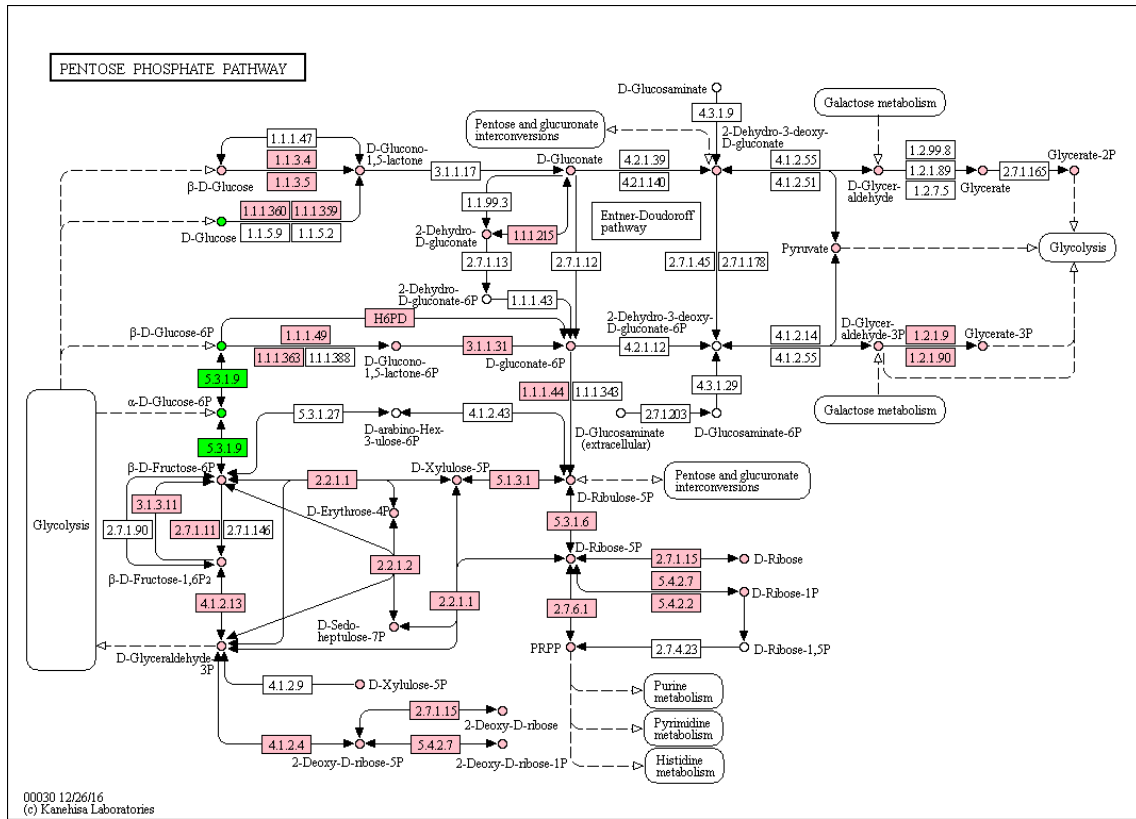 PENTOSE PHOSPHATE PATHWAY
D-Glucosaminate
4.3.1.9
Galactose metabolism
Pentose and glucuronate
interconversions
2-Dehydro-3-deoxy-
D-gluconate
1.1.1.47
D-Glucono-
1,5-lactone
1.1.3.4
1.1.3.5
β-D-Glucose
3.1.1.17
D-Gluconate
4.2.1.39
4.2.1.140
4.1.2.55
4.1.2.51
D-Glycer-
aldehyde
1.2.99.8
1.2.1.89
1.2.7.5
Glycerate
2.7.1.165
Glycerate-2P
1.1.1.360
1.1.1.359
1.1.5.9
1.1.5.2
D-Glucose
1.1.99.3
2-Dehydro-
D-gluconate
1.1.1.215
Entner-Doudoroff
pathway
Pyruvate
Glycolysis
2.7.1.13
2.7.1.12
2.7.1.45
2.7.1.178
2-Dehydro-
D-gluconate-6P
1.1.1.43
H6PD
2-Dehydro-3-deoxy-
D-gluconate-6P
β-D-Glucose-6P
1.1.1.49
1.1.1.363
1.1.1.388
D-Glucono-
1,5-lactone-6P
3.1.1.31
D-gluconate-6P
4.2.1.12
4.1.2.14
4.1.2.55
D-Glycer-
aldehyde-3P
1.2.1.9
1.2.1.90
Glycerate-3P
5.3.1.9
1.1.1.44
1.1.1.343
4.3.1.29
α-D-Glucose-6P
5.3.1.27
D-arabino-Hex-
3-ulose-6P
4.1.2.43
D-Glucosaminate
(extracellular)
2.7.1.203
D-Glucosaminate-6P
Galactose metabolism
5.3.1.9
β-D-Fructose-6P
2.2.1.1
D-Xylulose-5P
5.1.3.1
D-Ribulose-5P
Pentose and glucuronate
interconversions
Glycolysis
3.1.3.11
2.7.1.90
2.7.1.11
2.7.1.146
D-Erythrose-4P
5.3.1.6
D-Ribose-5P
β-D-Fructose-1,6P2
2.2.1.2
2.7.1.15
D-Ribose
5.4.2.7
5.4.2.2
D-Ribose-1P
4.1.2.13
2.2.1.1
2.7.6.1
D-Sedo-
heptulose-7P
D-Glyceraldehyde-
3P
PRPP
2.7.4.23
D-Ribose-1,5P
4.1.2.9
D-Xylulose-5P
Purine
metabolism
2.7.1.15
2-Deoxy-D-ribose
Pyrimidine
metabolism
4.1.2.4
2-Deoxy-D-ribose-5P
5.4.2.7
2-Deoxy-D-ribose-1P
Histidine
metabolism
00030 12/26/16
(c) Kanehisa Laboratories